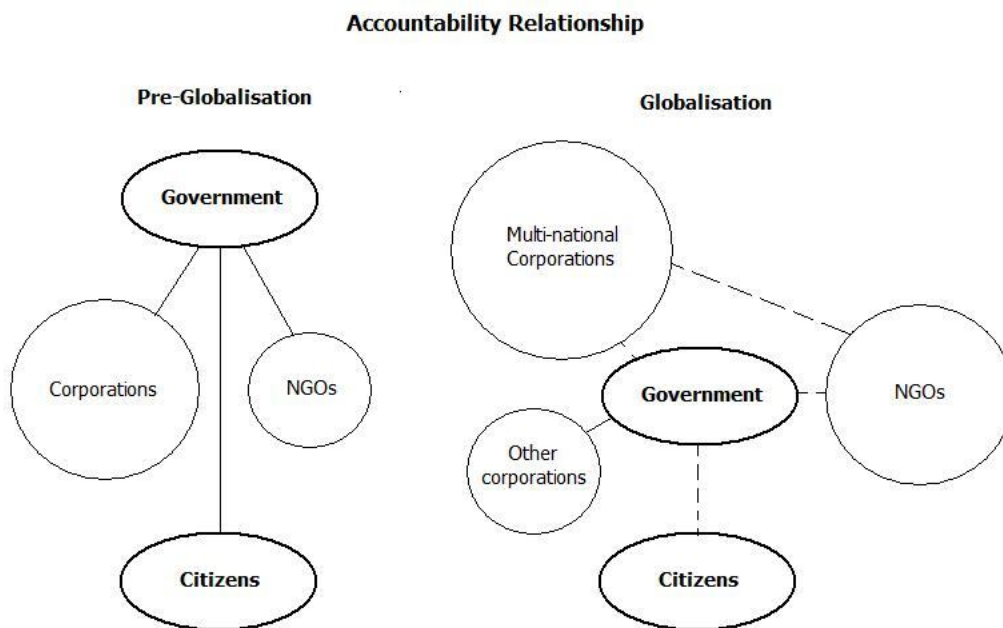 Accountability Relationship
Pre-Globalisation
Government
Corporations
NGOs
Citizens
Globalisation
Multi-national
Corporations
Government
NGOs
Other
corporations
Citizens